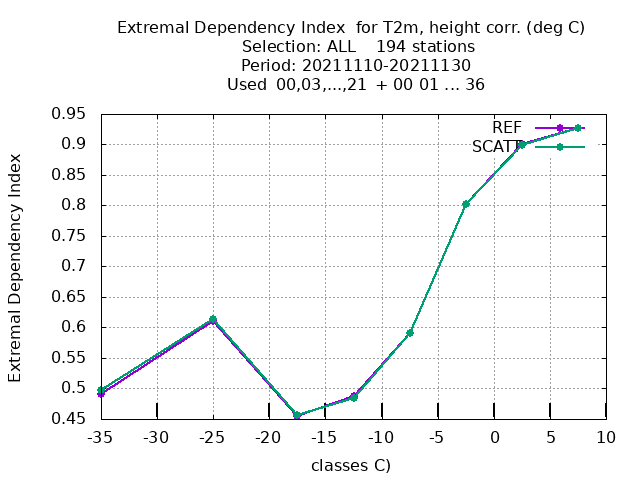 Extremal Dependency Index  for T2m, height corr. (deg C)
Selection: ALL    194 stations
Period: 20211110-20211130
Used  00,03,...,21  + 00 01 ... 36
0.95
0.9
0.85
0.8
0.75
0.7
0.65
0.6
0.55
0.5
0.45
Extremal Dependency Index
REF
SCATT
-35
-30
-25
-20
-15
-10
-5
0
5
10
classes C)